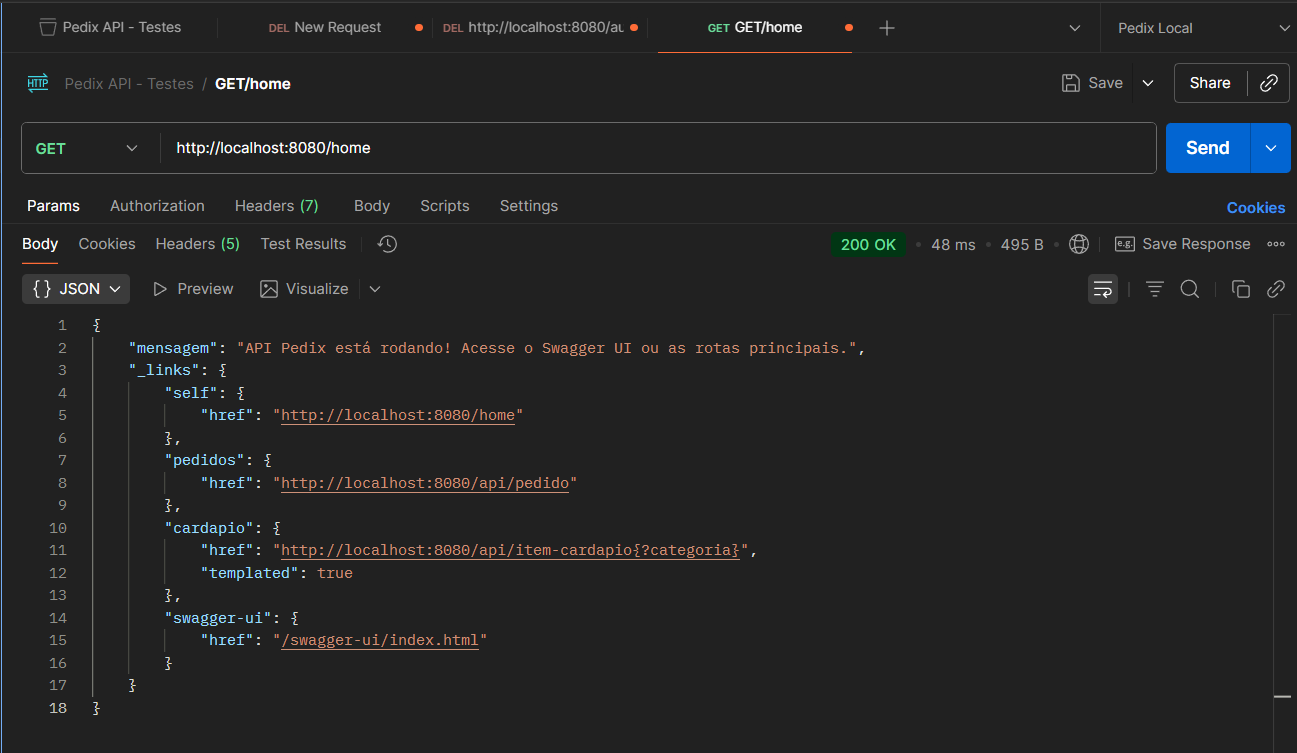 Pedix API - Testes DEL New Request DEL http://localhost:8080/au GET GET/home Pedix Local
HTTP Pedix API - Testes / GET/home Save Share
GET http://localhost:8080/home Send
Params Authorization Headers (7) Body Scripts Settings Cookies
Body Cookies Headers (5) Test Results 200 OK 48 ms 495 B e.g. Save Response
{} JSON Preview Visualize
1 {
2 "mensagem": "API Pedix está rodando! Acesse o Swagger UI ou as rotas principais.",
3 "_links": {
4 "self": {
5 "href": "http://localhost:8080/home"
6 },
7 "pedidos": {
8 "href": "http://localhost:8080/api/pedido"
9 },
10 "cardapio": {
11 "href": "http://localhost:8080/api/item-cardapio{?categoria}",
12 "templated": true
13 },
14 "swagger-ui": {
15 "href": "/swagger-ui/index.html"
16 }
17 }
18 }